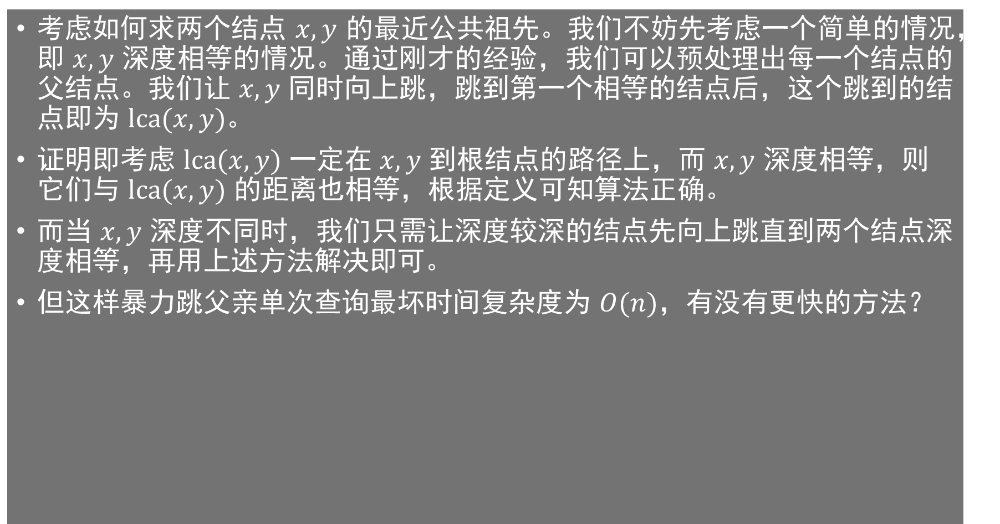 • 考虑如何求两个结点 x, y 的最近公共祖先。我们不妨先考虑一个简单的情况，
即 x, y 深度相等的情况。通过刚才的经验，我们可以预处理出每一个结点的
父结点。我们让 x, y 同时向上跳，跳到第一个相等的结点后，这个跳到的结
点即为 lca(x, y)。
• 证明即考虑 lca(x, y) 一定在 x, y 到根结点的路径上，而 x, y 深度相等，则
它们与 lca(x, y) 的距离也相等，根据定义可知算法正确。
• 而当 x, y 深度不同时，我们只需让深度较深的结点先向上跳直到两个结点深
度相等，再用上述方法解决即可。
• 但这样暴力跳父亲单次查询最坏时间复杂度为 O(n)，有没有更快的方法？